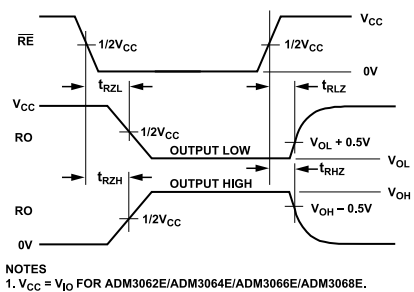 VCC
RE
1/2VCC
1/2VCC
0V
tRZL
tRLZ
VCC
RO
1/2VCC
VOL + 0.5V
OUTPUT LOW
VOL
tRZH
OUTPUT HIGH
tRHZ
VOH
RO
1/2VCC
VOH – 0.5V
0V
NOTES
1. VCC = VIO FOR ADM3062E/ADM3064E/ADM3066E/ADM3068E.